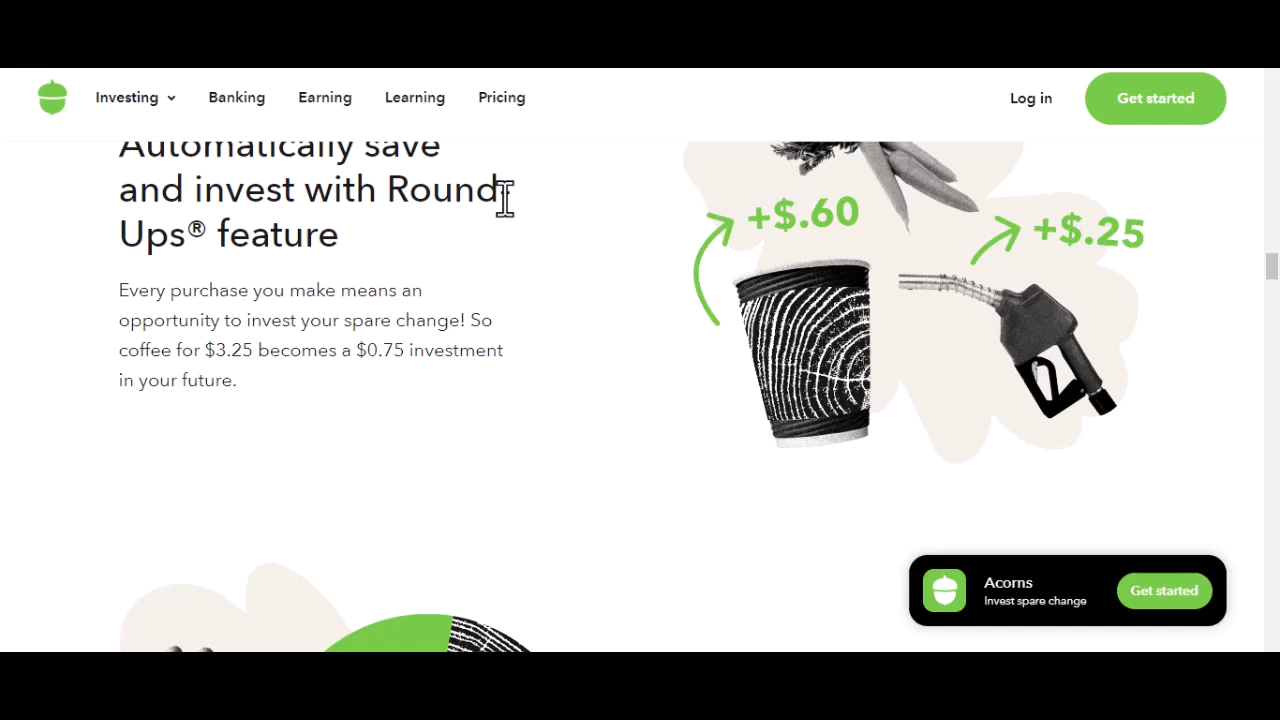 Investing
Banking
Earning
Learning
Pricing
Log in
Get started
Automatically save
and invest with Round-
Ups® feature
Every purchase you make means an
opportunity to invest your spare change! So
coffee for $3.25 becomes a $0.75 investment
in your future.
+$.60
+$.25
Acorns
Invest spare change
Get started